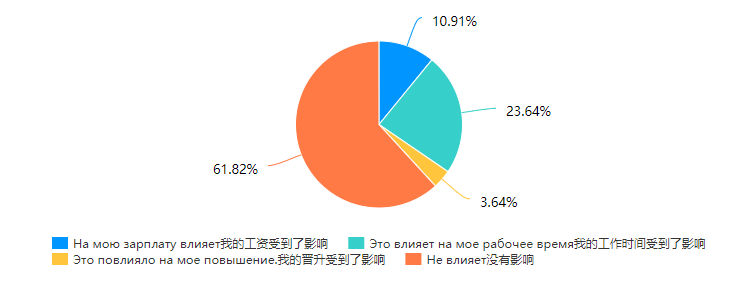 10.91%
23.64%
61.82%
3.64%
На мою зарплату влияет我的工资受到了影响
Это влияет на мое рабочее время我的工作时间受到了影响
Это повлияло на мое повышение.我的晋升受到了影响
Не влияет没有影响